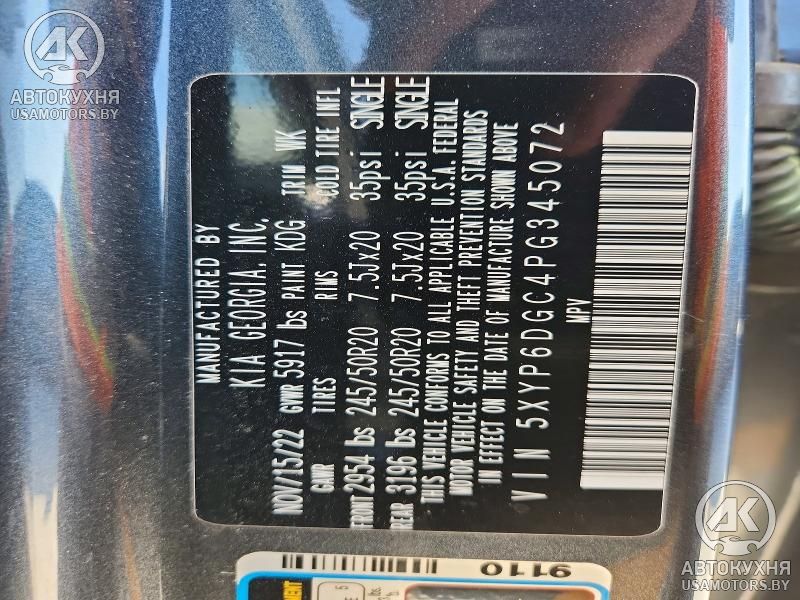 MANUFACTURED BY
KIA GEORGIA, INC.
NOV/15/22 GWR 5917 lbs PAINT KDG TRIM WK
GAWR TIRES RIMS COLD TIRE INFL
FRONT 2954 lbs 245/50R20 7.5Jx20 35psi SINGLE
REAR 3196 lbs 245/50R20 7.5Jx20 35psi SINGLE
THIS VEHICLE CONFORMS TO ALL APPLICABLE U.S.A. FEDERAL
MOTOR VEHICLE SAFETY AND THEFT PREVENTION STANDARDS
IN EFFECT ON THE DATE OF MANUFACTURE SHOWN ABOVE
VIN 5XYP6DGC4PG345072
MPV
9110
АК
АВТОКУХНЯ
USAMOTORS.BY
АК
АВТОКУХНЯ
USAMOTORS.BY